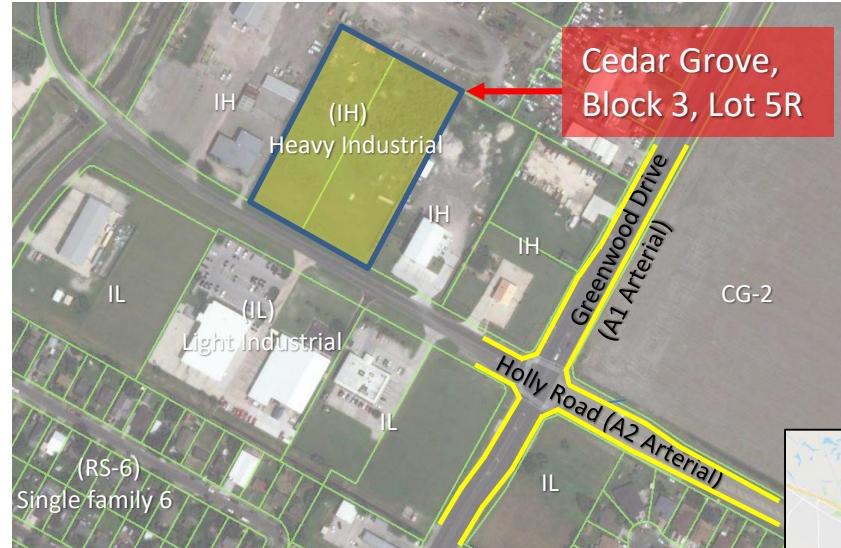 Cedar Grove,
Block 3, Lot 5R
IH
(IH)
Heavy Industrial
IH
IH
Greenwood Drive
(A1 Arterial)
CG-2
IL
(IL)
Light Industrial
Holly Road (A2 Arterial)
IL
(RS-6)
Single family 6
IL